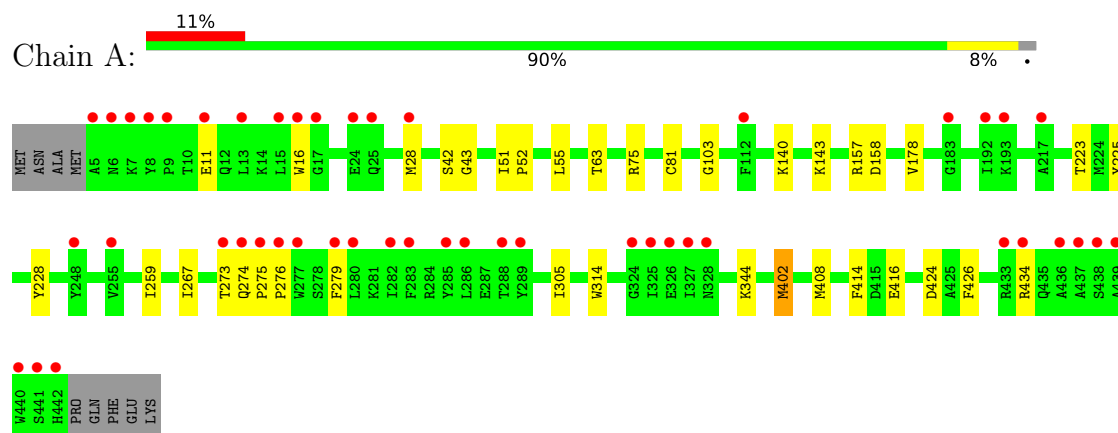 11%
Chain A:
90% 8% •
MET ASN ALA MET A5 N6 K7 Y8 P9 T10 E11 Q12 L13 K14 L15 W16 G17 E24 Q25 M28 S42 G43 I51 P52 L55 T63 R75 C81 G103 F112 K140 K143 R157 D158 V178 G183 I192 K193 A217 T223 M224 Y225
Y228 Y248 V255 I259 I267 T273 Q274 P275 P276 W277 S278 F279 L280 K281 I282 F283 R284 Y285 L286 E287 T288 Y289 I305 W314 G324 I325 E326 I327 N328 K344 M402 M408 F414 D415 E416 D424 A425 F426 R433 R434 Q435 A436 A437 S438 A439
W440 S441 H442 PRO GLN PHE GLU LYS